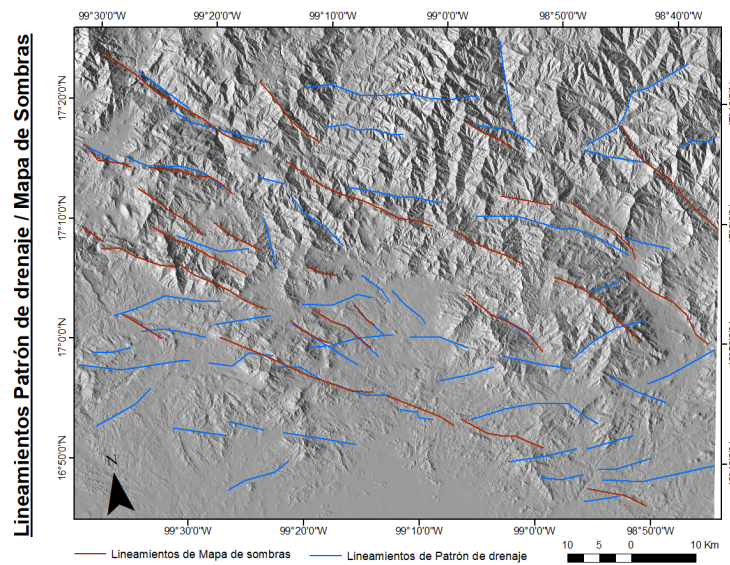 Lineamientos Patrón de drenaje / Mapa de Sombras
99°30'0"W 99°20'0"W 99°10'0"W 99°0'0"W 98°50'0"W 98°40'0"W
17°20'0"N
17°10'0"N
17°0'0"N
16°50'0"N
N
99°30'0"W 99°20'0"W 99°10'0"W 99°0'0"W 98°50'0"W
Lineamientos de Mapa de sombras Lineamientos de Patrón de drenaje
10 5 0 10 Km